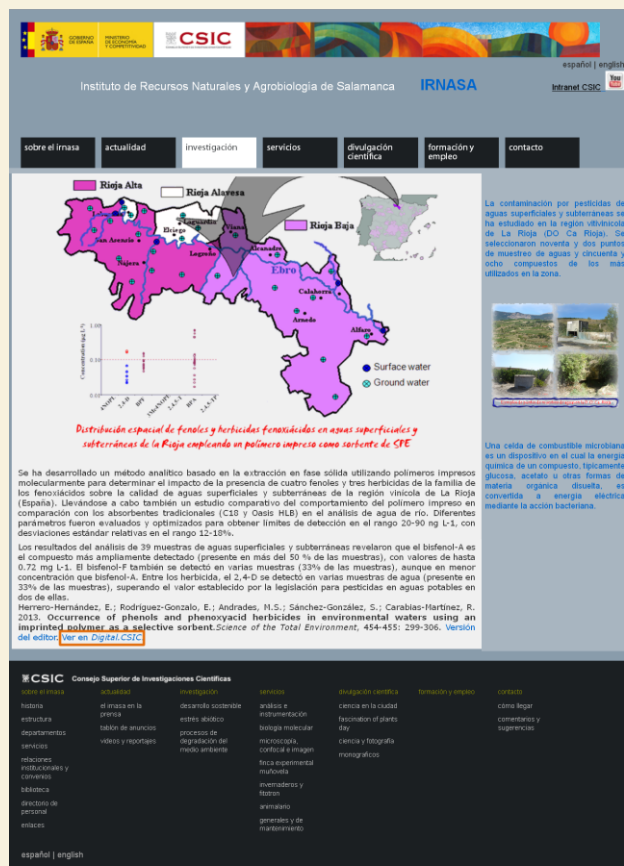 GOBIERNO
DE ESPAÑA
MINISTERIO
DE ECONOMÍA
Y COMPETITIVIDAD
CSIC
español | english
Instituto de Recursos Naturales y Agrobiología de Salamanca
IRNASA
Intranet CSIC
You
sobre el irnasa
actualidad
investigación
servicios
divulgación
científica
formación y
empleo
contacto
Rioja Alta
Rioja Alavesa
Rioja Baja
Laguardia
Elciego
Viana
San Asensio
Najera
Logroño
Alcanadre
Ebro
Calahorra
Arnedo
Alfaro
Surface water
Ground water
Concentration (µg L-1)
Distribución espacial de fenoles y herbicidas fenoxiácidos en aguas superficiales y
subterráneas de la Rioja empleando un polímero impreso como sorbente de SPE
Se ha desarrollado un método analítico basado en la extracción en fase sólida utilizando polímeros impresos
molecularmente para determinar el impacto de la presencia de cuatro fenoles y tres herbicidas de la familia de
los fenoxiácidos sobre la calidad de aguas superficiales y subterráneas de la región vinícola de La Rioja
(España). Llevándose a cabo también un estudio comparativo del comportamiento del polímero impreso en
comparación con los absorbentes tradicionales (C18 y Oasis HLB) en el análisis de agua de río. Diferentes
parámetros fueron evaluados y optimizados para obtener límites de detección en el rango 20-90 ng L-1, con
desviaciones estándar relativas en el rango 12-18%.
Los resultados del análisis de 39 muestras de aguas superficiales y subterráneas revelaron que el bisfenol-A es
el compuesto más ampliamente detectado (presente en más del 50 % de las muestras), con valores de hasta
0.72 mg L-1. El bisfenol-F también se detectó en varias muestras (33% de las muestras), aunque en menor
concentración que bisfenol-A. Entre los herbicida, el 2,4-D se detectó en varias muestras de agua (presente en
33% de las muestras), superando el valor establecido por la legislación para pesticidas en aguas potables en
dos de ellas.
Herrero-Hernández, E.; Rodríguez-Gonzalo, E.; Andrades, M.S.; Sánchez-González, S.; Carabias-Martínez, R.
2013. Occurrence of phenols and phenoxyacid herbicides in environmental waters using an
imprinted polymer as a selective sorbent.Science of the Total Environment, 454-455: 299-306. Versión
del editor. Ver en Digital.CSIC
La contaminación por pesticidas de
aguas superficiales y subterráneas se
ha estudiado en la región vitivinícola
de La Rioja (DO Ca Rioja). Se
seleccionaron noventa y dos puntos
de muestreo de aguas y cincuenta y
ocho compuestos de los más
utilizados en la zona.
Una celda de combustible microbiana
es un dispositivo en el cual la energía
química de un compuesto, típicamente
glucosa, acetato u otras formas de
materia orgánica disuelta, es
convertida a energía eléctrica
mediante la acción bacteriana.
CSIC Consejo Superior de Investigaciones Científicas
sobre el irnasa
historia
estructura
departamentos
servicios
relaciones
institucionales y
convenios
biblioteca
directorio de
personal
enlaces
actualidad
el irnasa en la
prensa
tablón de anuncios
videos y reportajes
investigación
desarrollo sostenible
estrés abiótico
procesos de
degradación del
medio ambiente
servicios
análisis e
instrumentación
biología molecular
microscopía,
confocal e imagen
finca experimental
muñovela
invernaderos y
fitotron
animalario
generales y de
mantenimiento
divulgación científica
ciencia en la ciudad
fascination of plants
day
ciencia y fotografía
monograficos
formación y empleo
contacto
cómo llegar
comentarios y
sugerencias
español | english